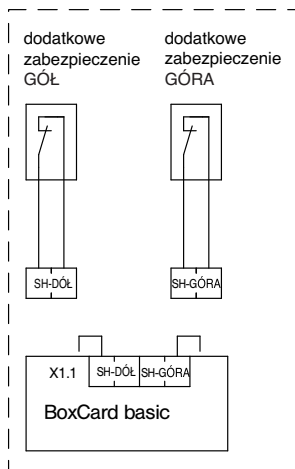 dodatkowe
zabezpieczenie
GÓŁ
dodatkowe
zabezpieczenie
GÓRA
SH-DÓŁ
SH-GÓRA
X1.1
SH-DÓŁ
SH-GÓRA
BoxCard basic